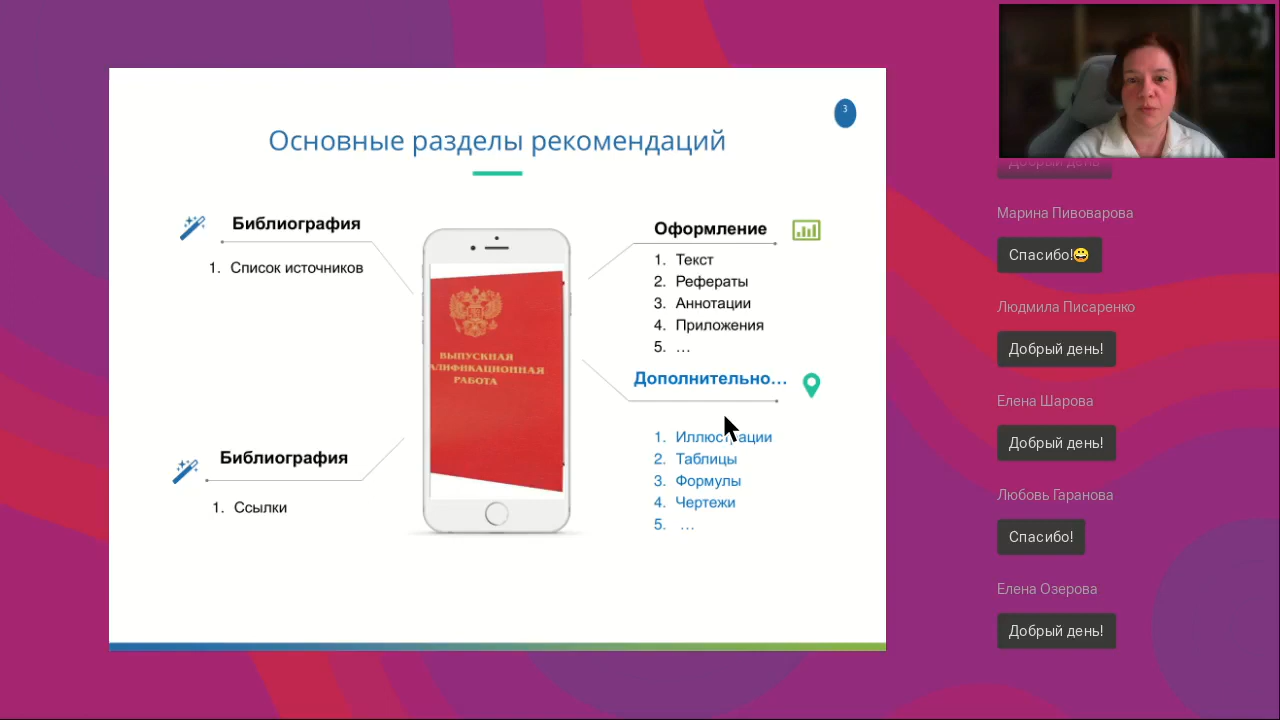 3
Основные разделы рекомендаций
Библиография
1. Список источников
Библиография
1. Ссылки
ВЫПУСКНАЯ
АЛИФИКАЦИОННАЯ
РАБОТА
Оформление
1. Текст
2. Рефераты
3. Аннотации
4. Приложения
5. …
Дополнительно…
1. Иллюстрации
2. Таблицы
3. Формулы
4. Чертежи
5. …
Добрый день
Марина Пивоварова
Спасибо!😀
Людмила Писаренко
Добрый день!
Елена Шарова
Добрый день!
Любовь Гаранова
Спасибо!
Елена Озерова
Добрый день!